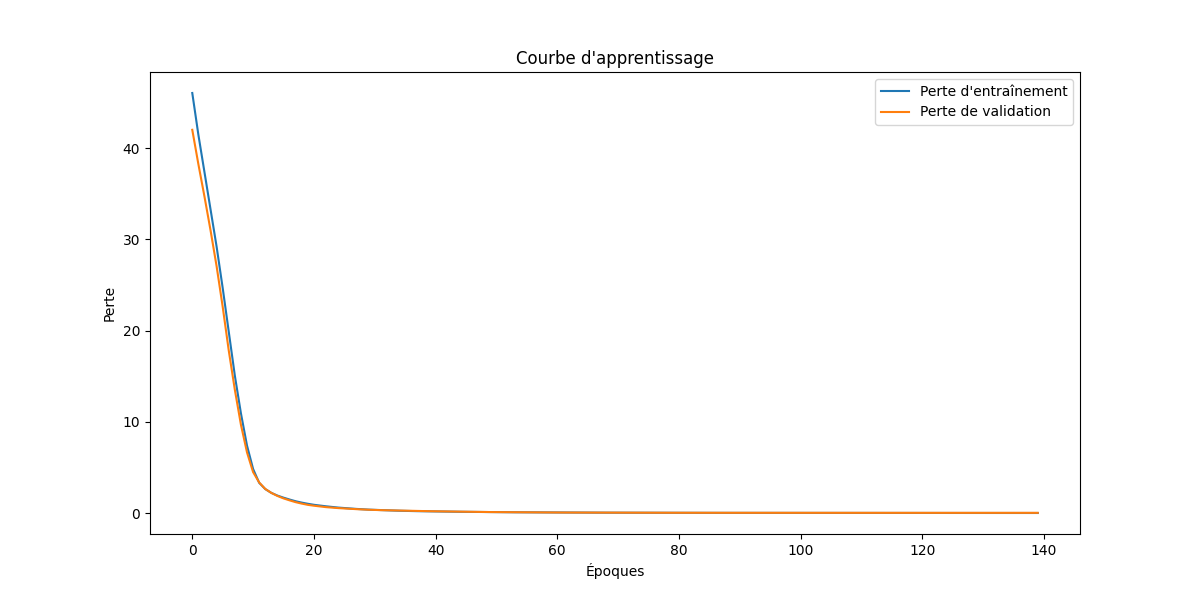 Courbe d'apprentissage
Perte d'entraînement
Perte de validation
40
30
20
10
0
Perte
0
20
40
60
80
100
120
140
Époques